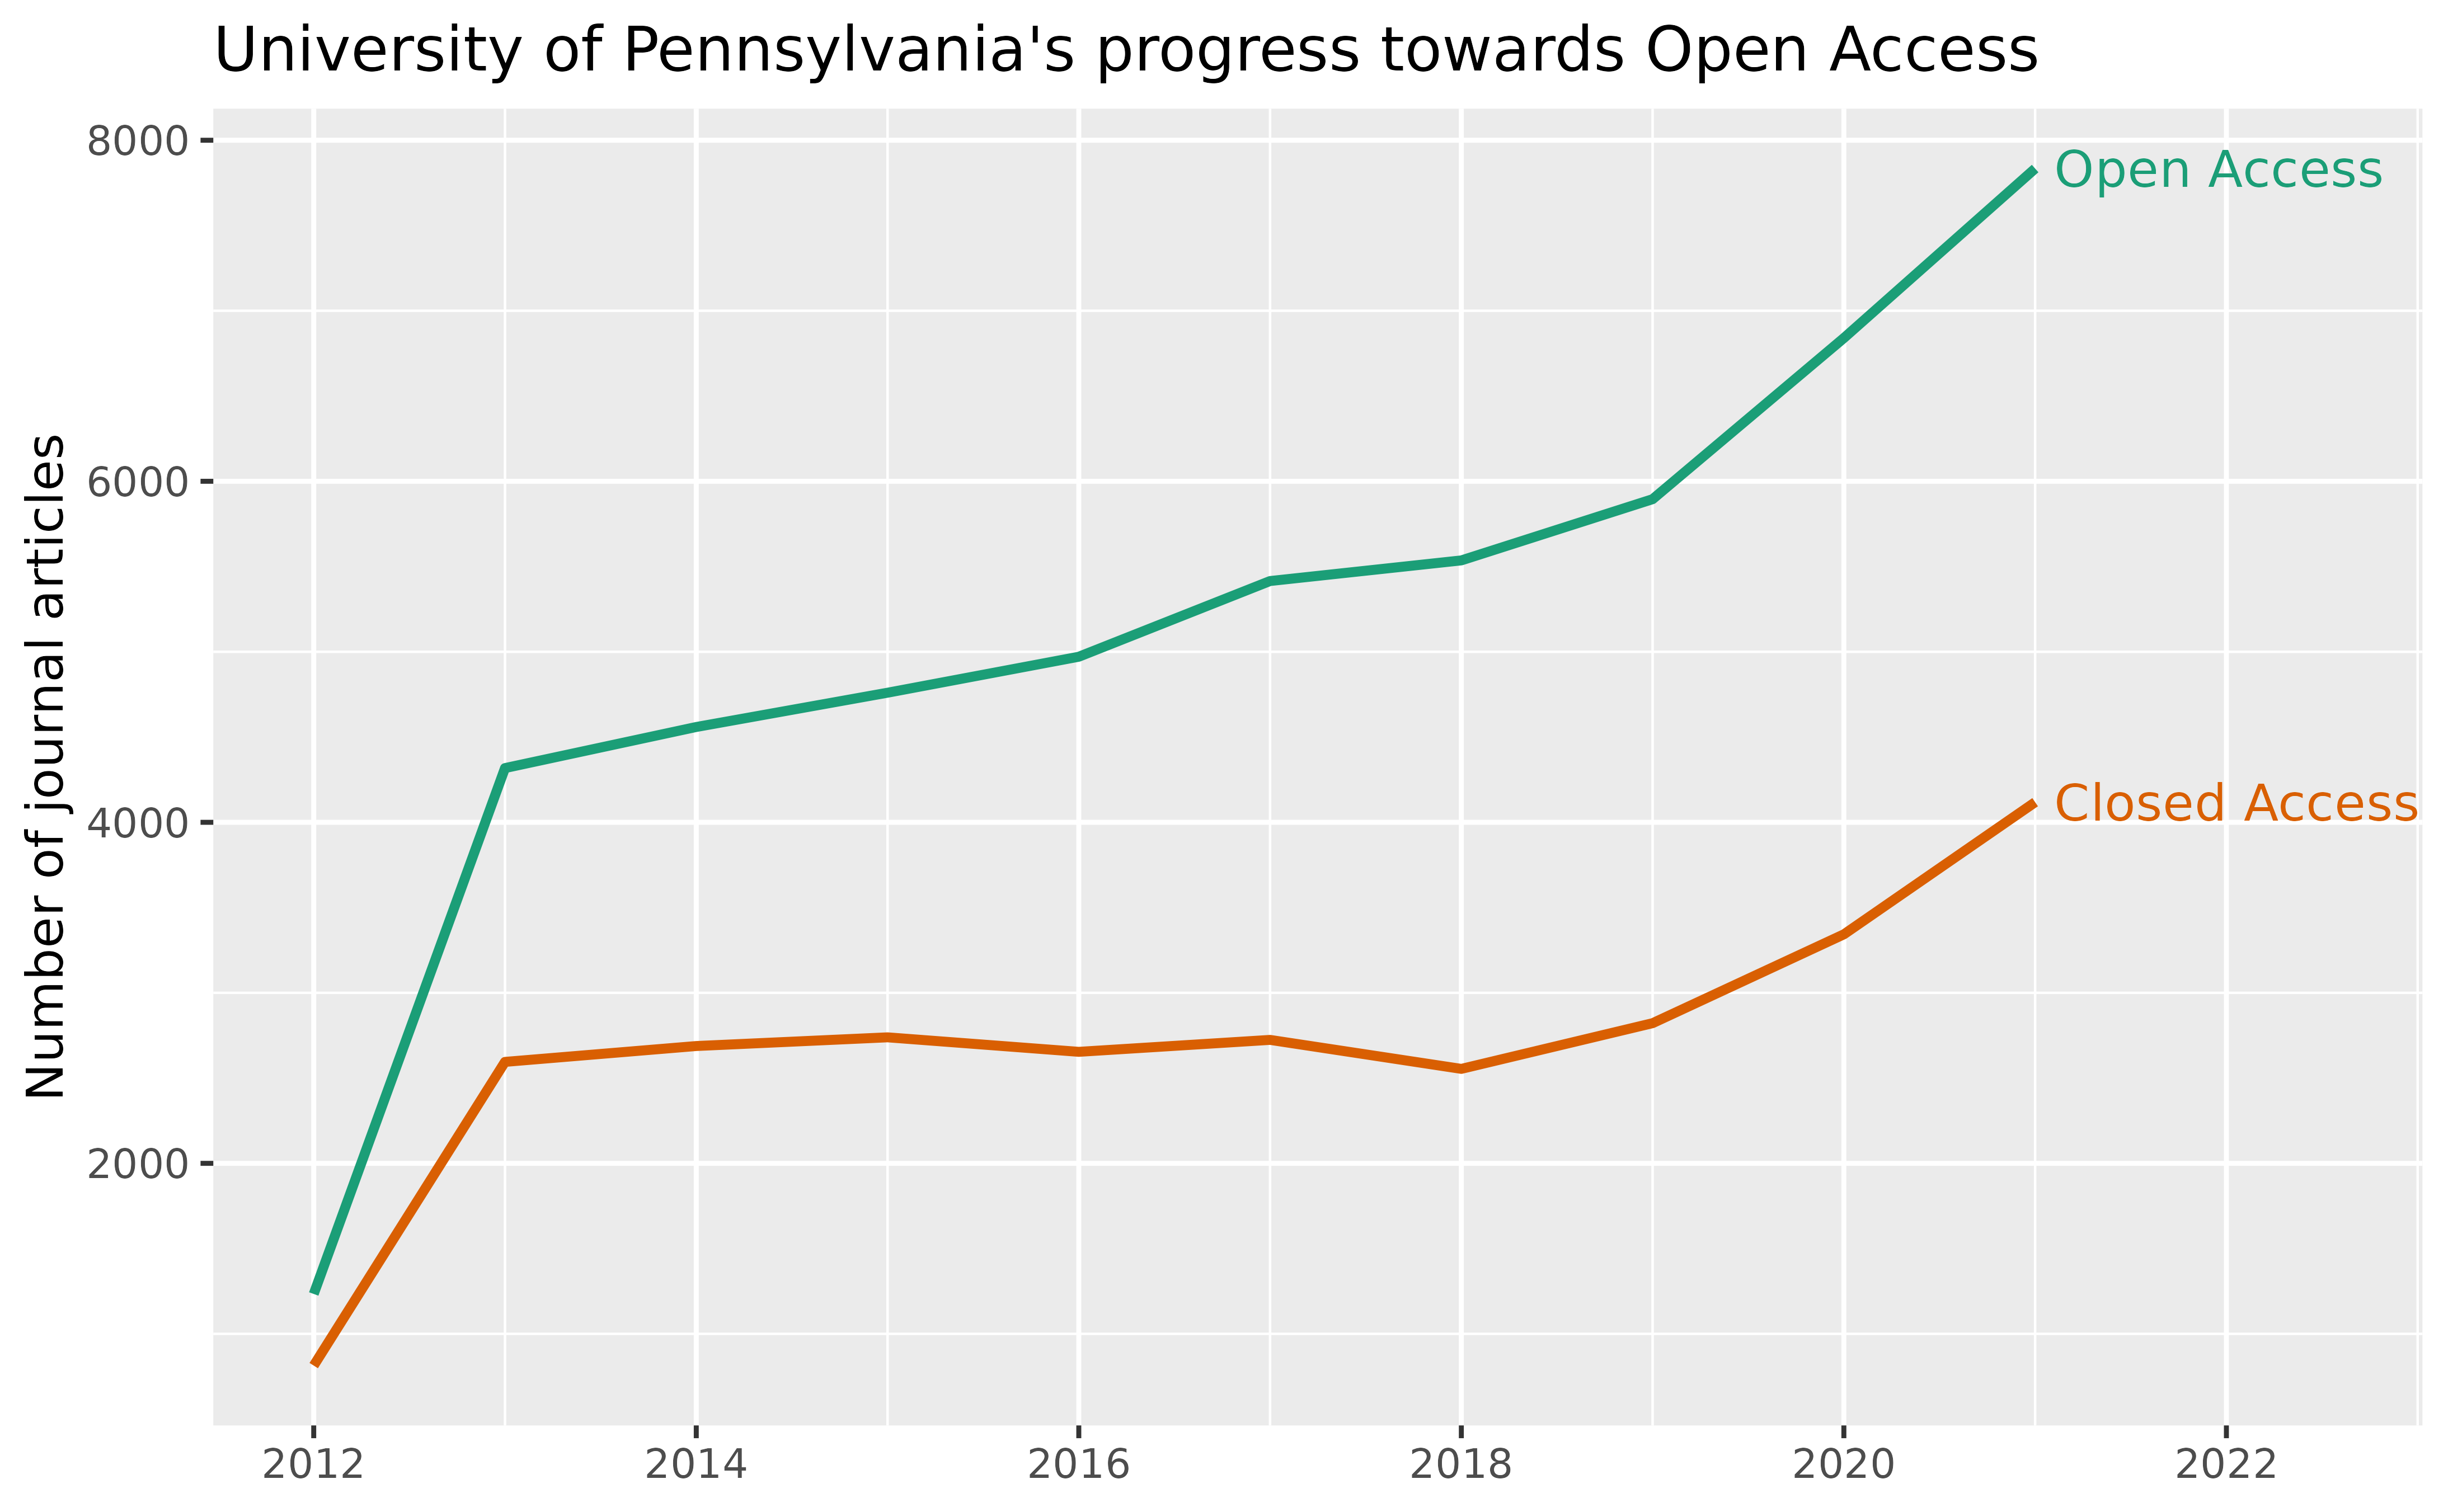 University of Pennsylvania's progress towards Open Access
Number of journal articles
8000
6000
4000
2000
Open Access
Closed Access
2012
2014
2016
2018
2020
2022